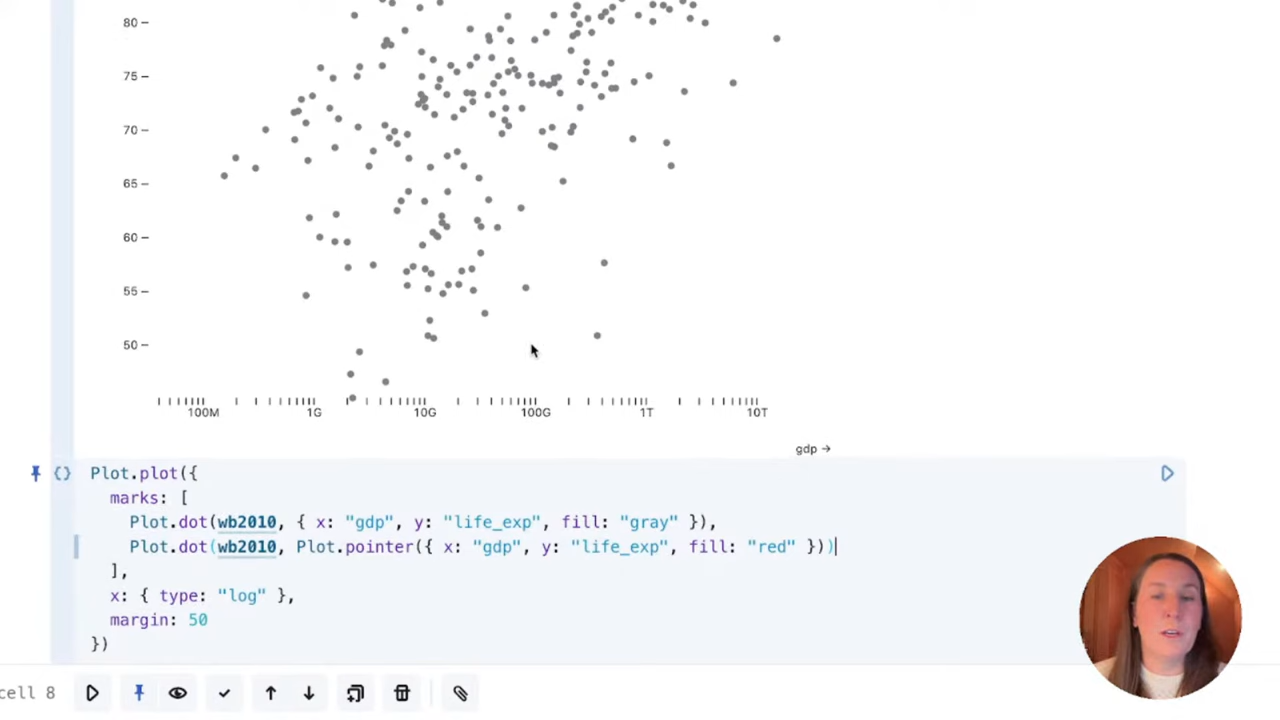 80
75
70
65
60
55
50
100M 1G 10G 100G 1T 10T
gdp →
{} Plot.plot({
marks: [
Plot.dot(wb2010, { x: "gdp", y: "life_exp", fill: "gray" }),
Plot.dot(wb2010, Plot.pointer({ x: "gdp", y: "life_exp", fill: "red" }))
],
x: { type: "log" },
margin: 50
})
cell 8